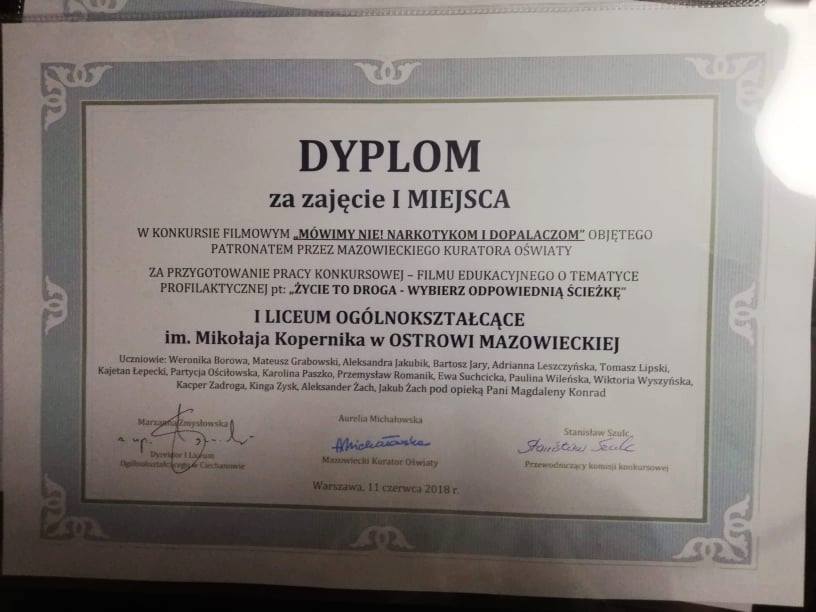 DYPLOM
za zajęcie I MIEJSCA
W KONKURSIE FILMOWYM „MÓWIMY NIE! NARKOTYKOM I DOPALACZOM” OBJĘTEGO
PATRONATEM PRZEZ MAZOWIECKIEGO KURATORA OŚWIATY
ZA PRZYGOTOWANIE PRACY KONKURSOWEJ – FILMU EDUKACYJNEGO O TEMATYCE
PROFILAKTYCZNEJ pt: „ŻYCIE TO DROGA - WYBIERZ ODPOWIEDNIĄ ŚCIEŻKĘ”
I LICEUM OGÓLNOKSZTAŁCĄCE
im. Mikołaja Kopernika w OSTROWI MAZOWIECKIEJ
Uczniowie: Weronika Borowa, Mateusz Grabowski, Aleksandra Jakubik, Bartosz Jary, Adrianna Leszczyńska, Tomasz Lipski,
Kajetan Łepecki, Partycja Ościłowska, Karolina Paszko, Przemysław Romanik, Ewa Suchcicka, Paulina Wileńska, Wiktoria Wyszyńska,
Kacper Zadroga, Kinga Zysk, Aleksander Żach, Jakub Żach pod opieką Pani Magdaleny Konrad
Marzanna Zmysłowska
Dyrektor I Liceum
Ogólnokształcącego w Ciechanowie
Aurelia Michałowska
AMichałowska
Mazowiecki Kurator Oświaty
Stanisław Szulc
Stanisław Szulc
Przewodniczący komisji konkursowej
Warszawa, 11 czerwca 2018 r.